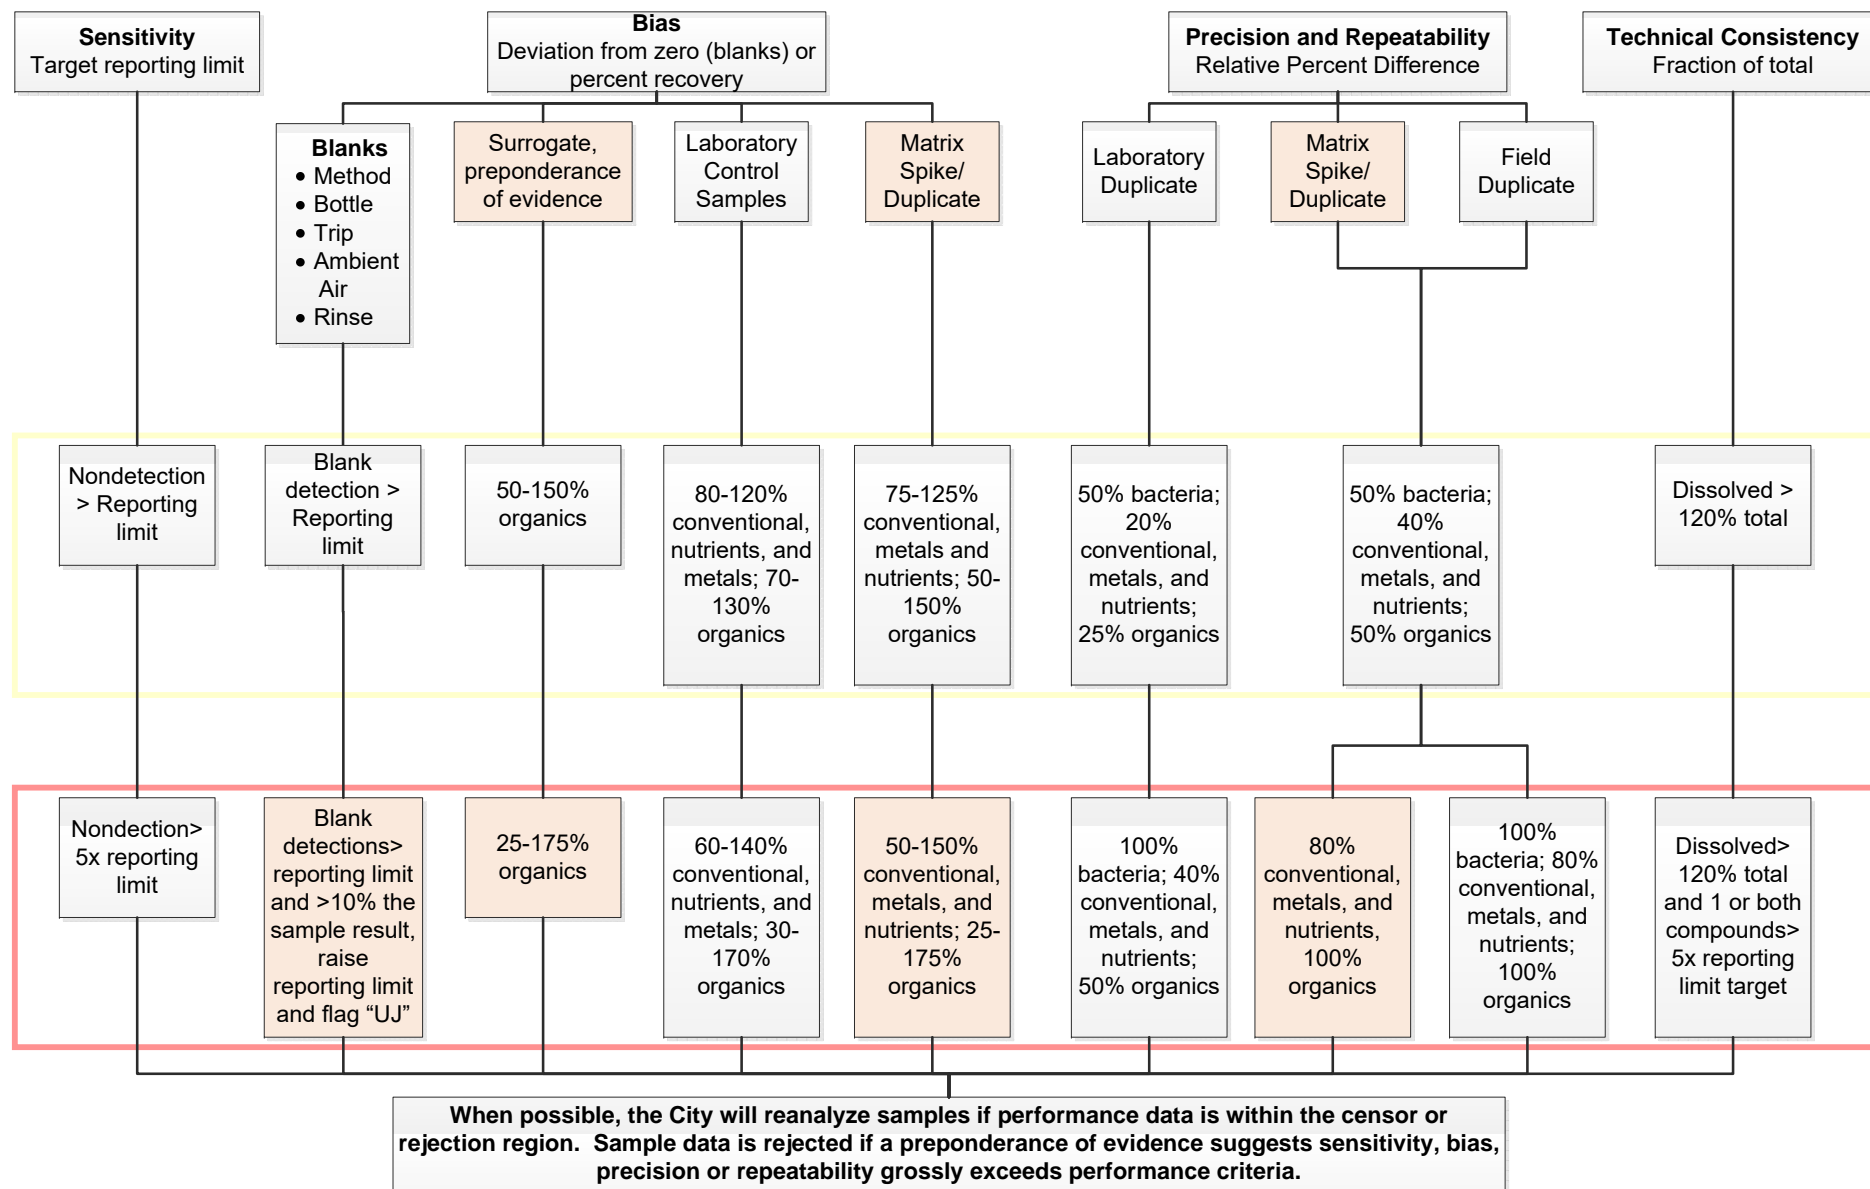 Sensitivity
Target reporting limit
Bias
Deviation from zero (blanks) or
percent recovery
Precision and Repeatability
Relative Percent Difference
Technical Consistency
Fraction of total
Blanks
• Method
• Bottle
• Trip
• Ambient
Air
• Rinse
Surrogate,
preponderance
of evidence
Laboratory
Control
Samples
Matrix
Spike/
Duplicate
Laboratory
Duplicate
Matrix
Spike/
Duplicate
Field
Duplicate
Nondetection
> Reporting
limit
Blank
detection >
Reporting
limit
50-150%
organics
80-120%
conventional,
nutrients, and
metals; 70-
130%
organics
75-125%
conventional,
metals and
nutrients; 50-
150%
organics
50% bacteria;
20%
conventional,
metals, and
nutrients;
25% organics
50% bacteria;
40%
conventional,
metals, and
nutrients;
50% organics
Dissolved >
120% total
Nondection>
5x reporting
limit
Blank
detections>
reporting limit
and >10% the
sample result,
raise
reporting limit
and flag “UJ”
25-175%
organics
60-140%
conventional,
nutrients, and
metals; 30-
170%
organics
50-150%
conventional,
metals, and
nutrients; 25-
175%
organics
100%
bacteria; 40%
conventional,
metals, and
nutrients;
50% organics
80%
conventional,
metals, and
nutrients,
100%
organics
100%
bacteria; 80%
conventional,
metals, and
nutrients;
100%
organics
Dissolved>
120% total
and 1 or both
compounds>
5x reporting
limit target
When possible, the City will reanalyze samples if performance data is within the censor or
rejection region.  Sample data is rejected if a preponderance of evidence suggests sensitivity, bias,
precision or repeatability grossly exceeds performance criteria.